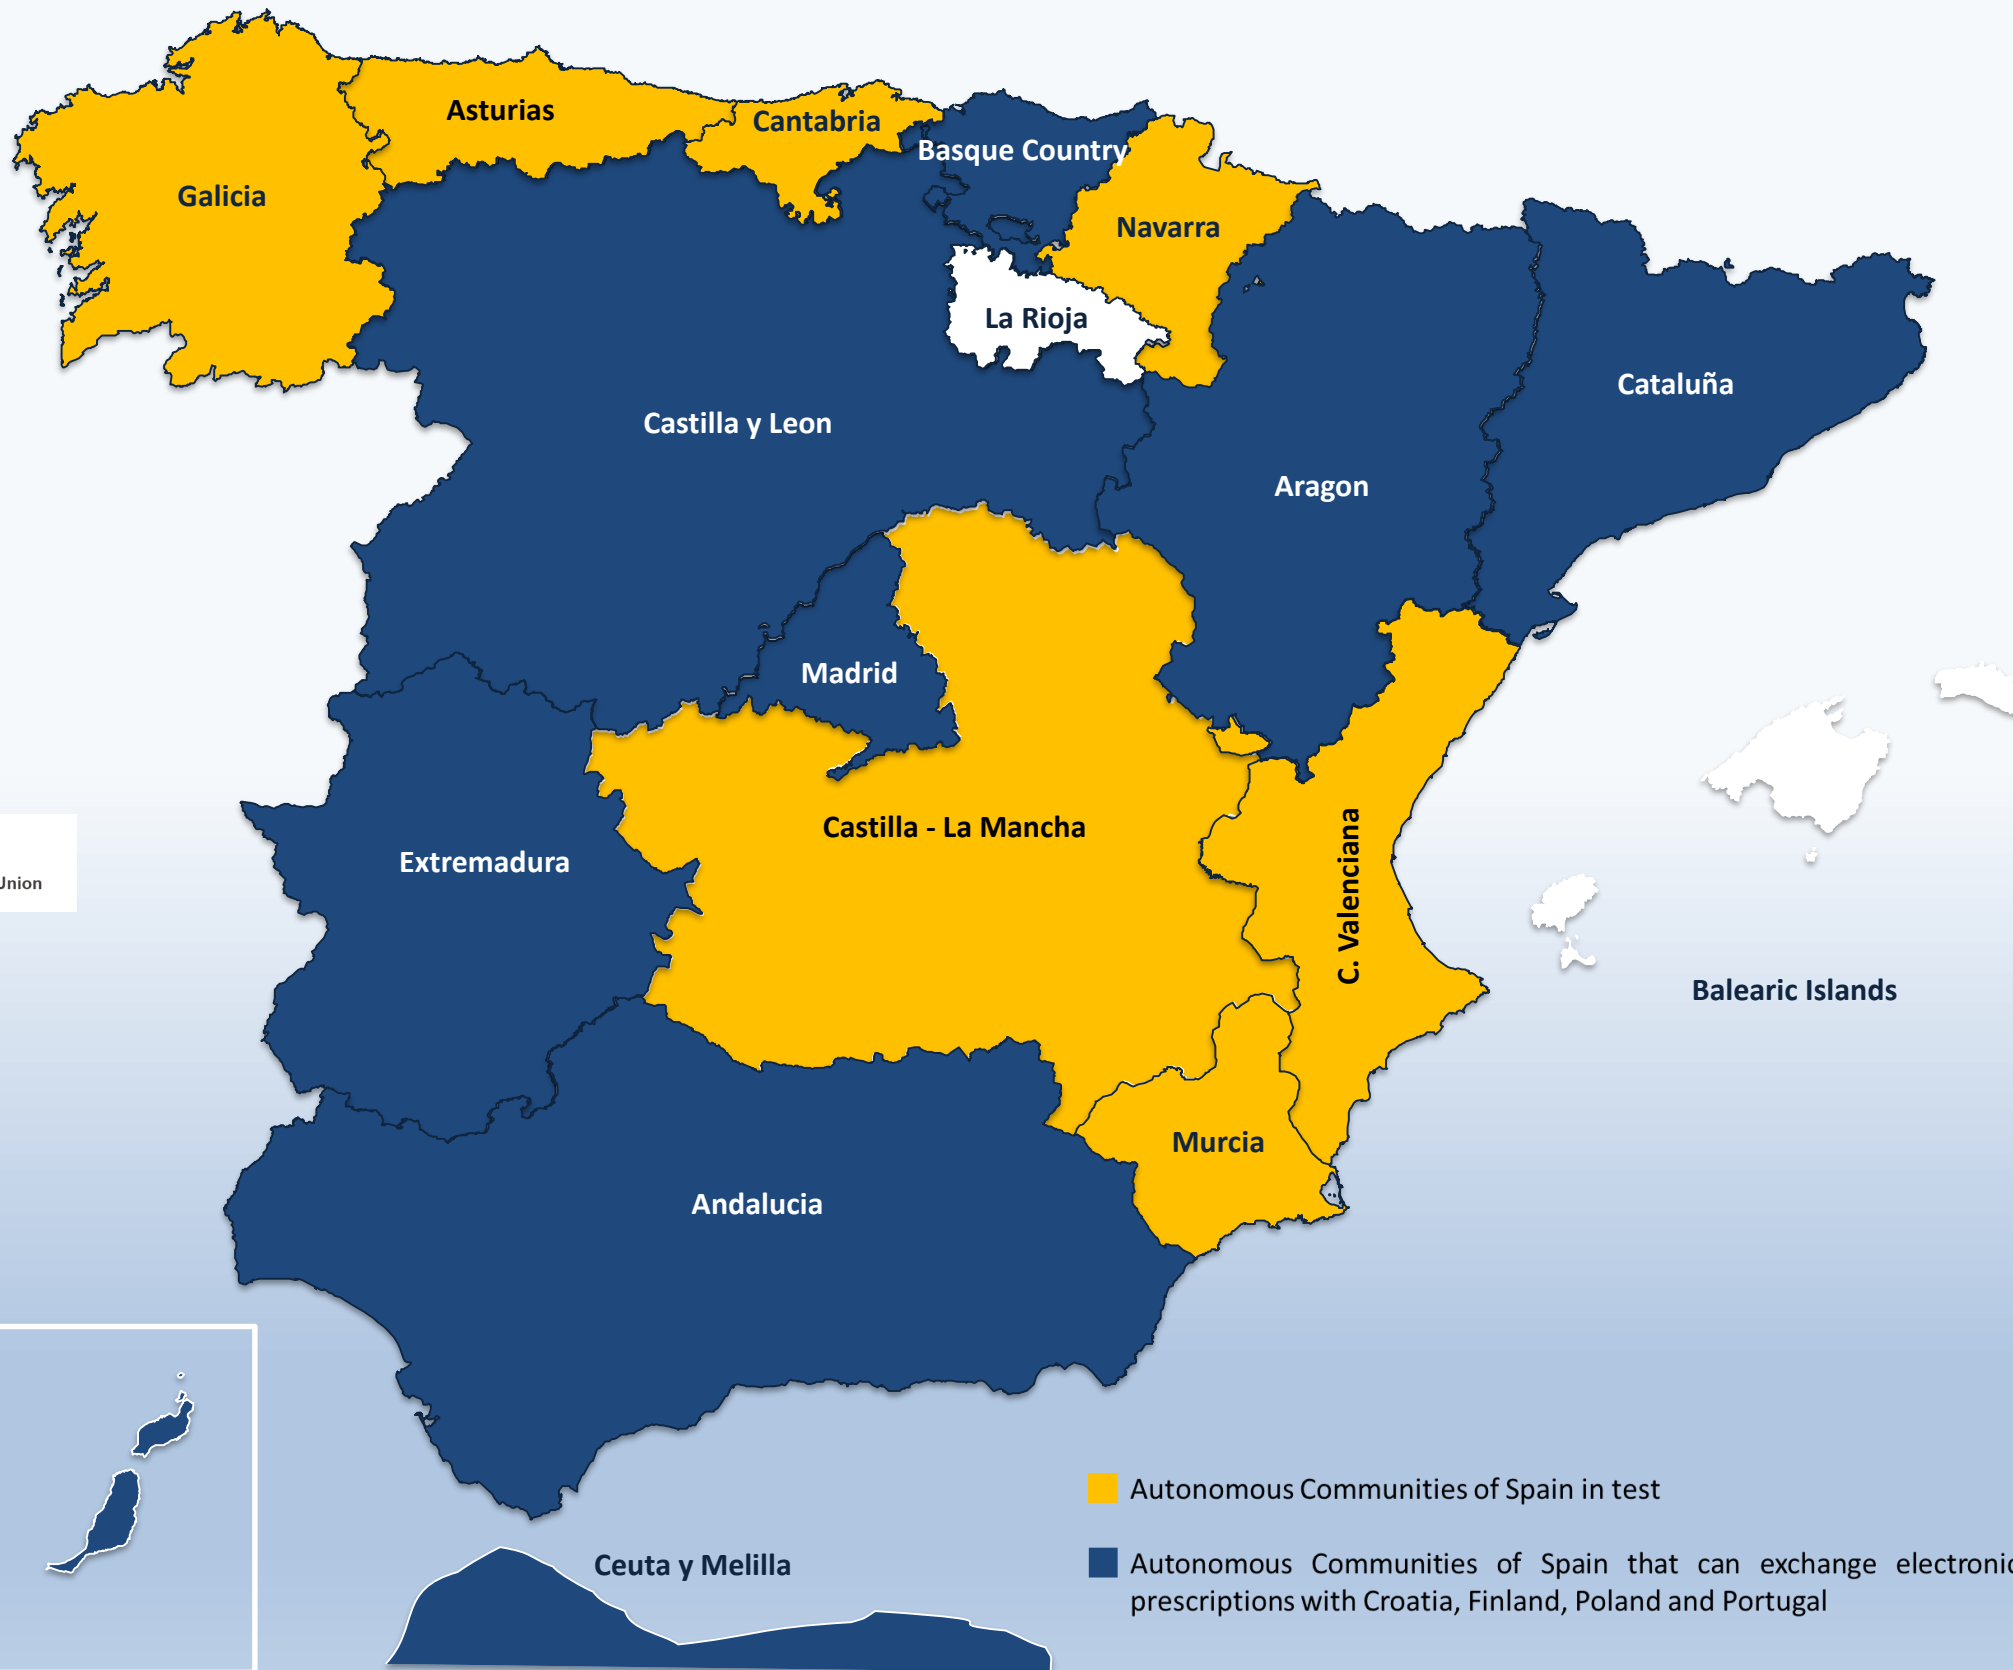 Asturias
Cantabria
Basque Country
Galicia
Navarra
La Rioja
Cataluña
Castilla y Leon
Aragon
Madrid
Castilla - La Mancha
Extremadura
C. Valenciana
Union
Balearic Islands
Murcia
Andalucia
Autonomous Communities of Spain in test
Ceuta y Melilla
Autonomous Communities of Spain that can exchange electronic
prescriptions with Croatia, Finland, Poland and Portugal